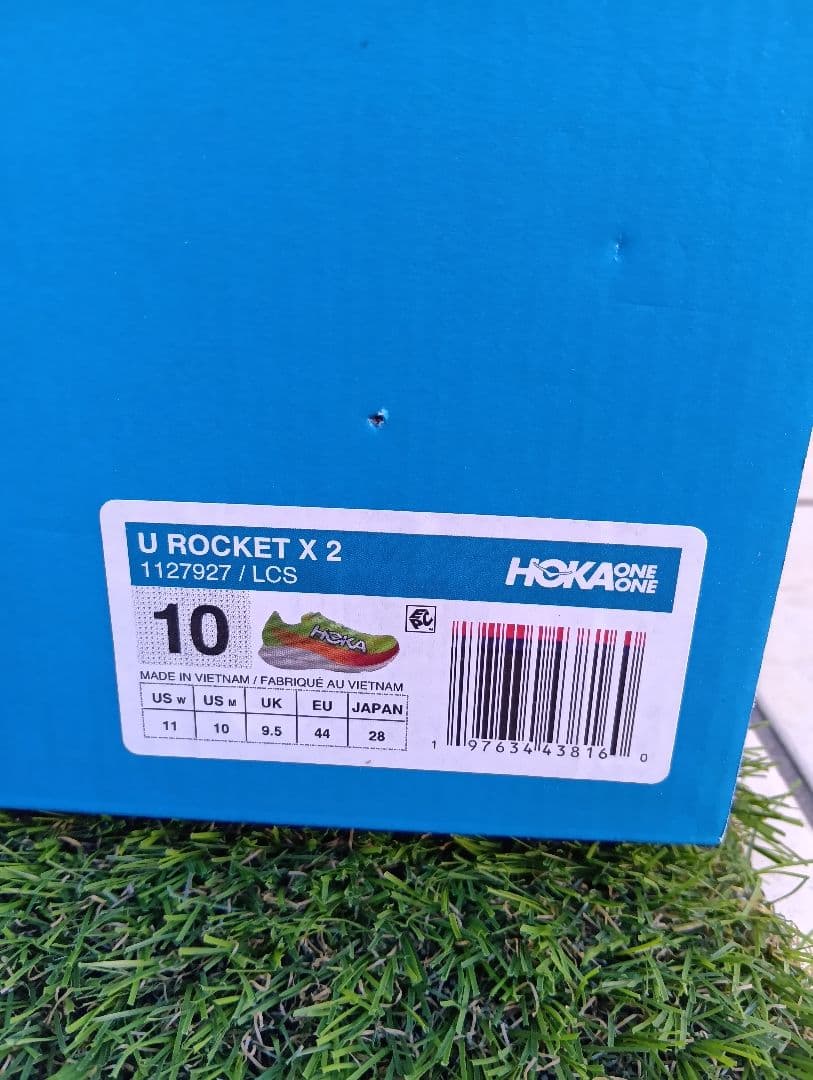 U ROCKET X 2
1127927 / LCS
HOKA ONE ONE
10
HOKA
MADE IN VIETNAM / FABRIQUÉ AU VIETNAM
US W US M UK EU JAPAN
11 10 9.5 44 28
1 97634 43816 0